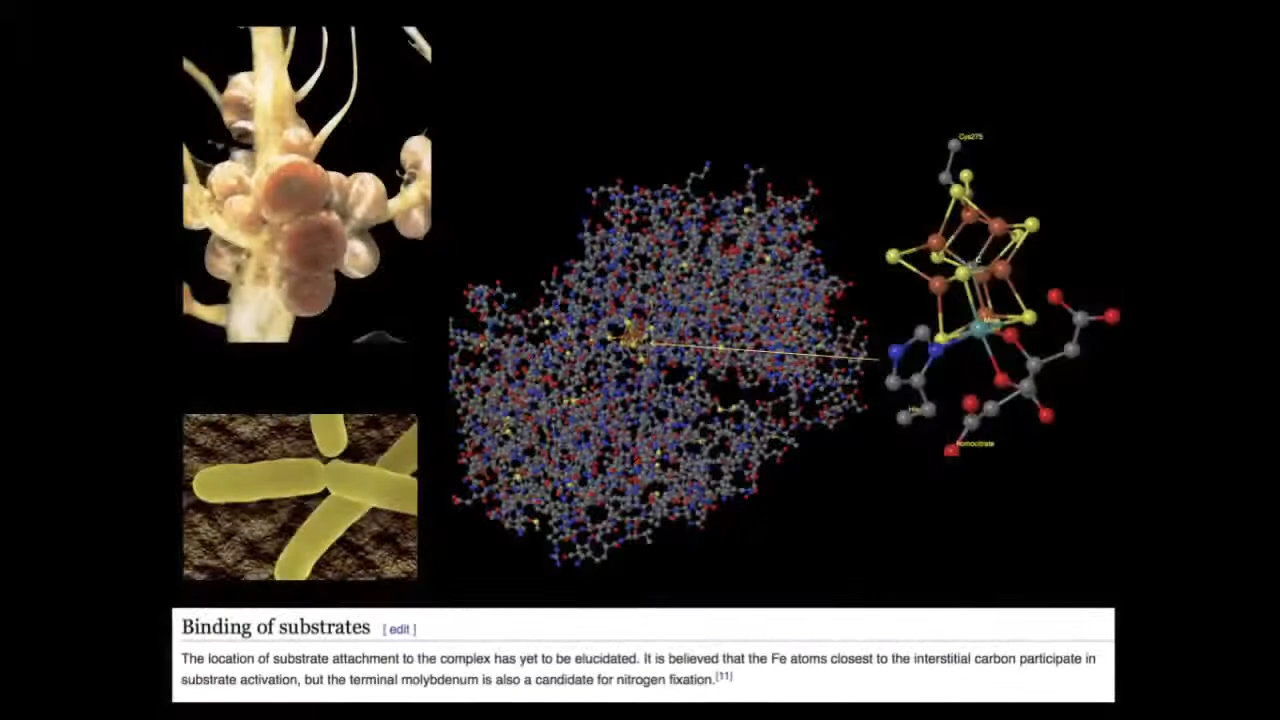 Cys275
C
Homocitrate
Binding of substrates [ edit ]
The location of substrate attachment to the complex has yet to be elucidated. It is believed that the Fe atoms closest to the interstitial carbon participate in
substrate activation, but the terminal molybdenum is also a candidate for nitrogen fixation.[11]